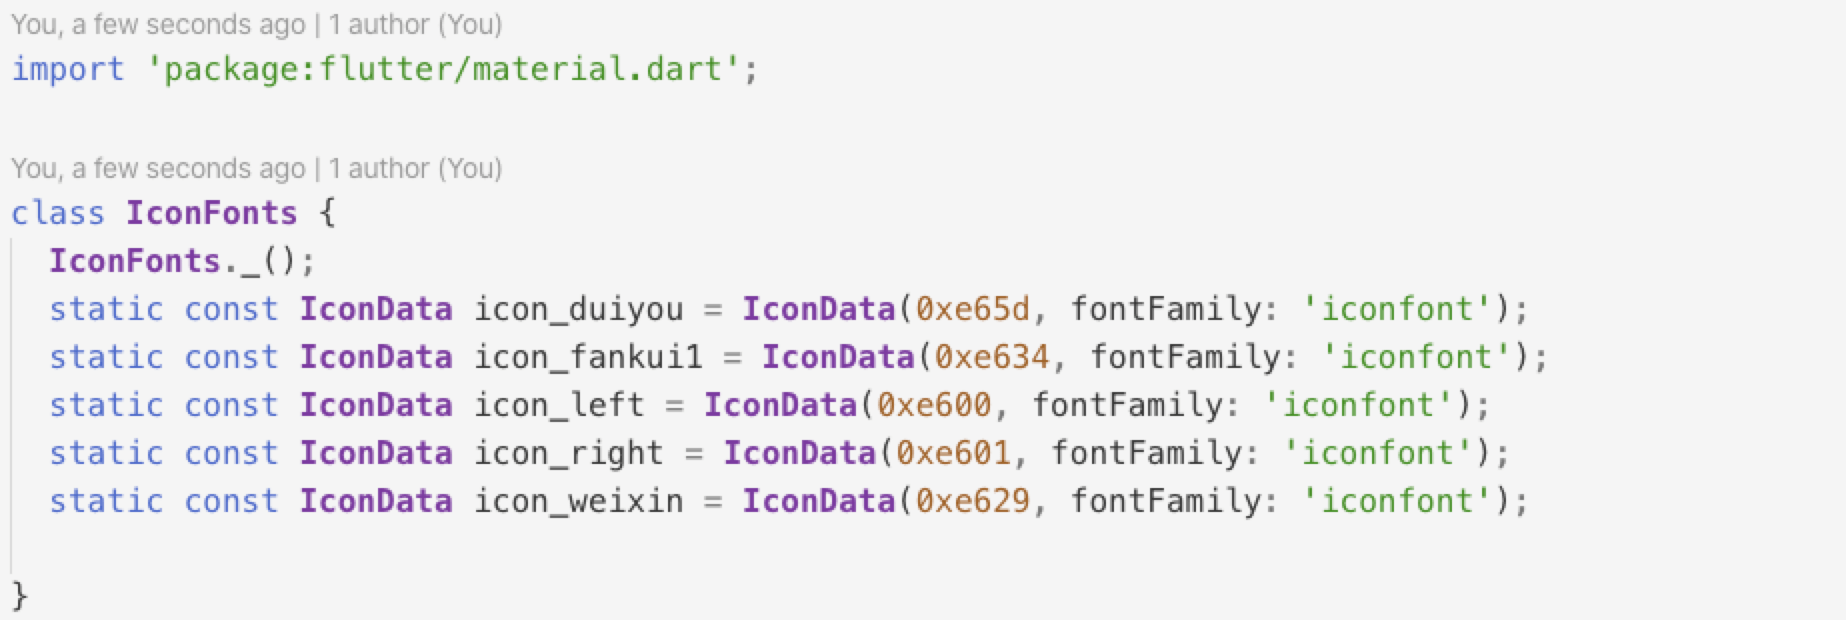 You, a few seconds ago | 1 author (You)
import 'package:flutter/material.dart';
You, a few seconds ago | 1 author (You)
class IconFonts {
  IconFonts._();
  static const IconData icon_duiyou = IconData(0xe65d, fontFamily: 'iconfont');
  static const IconData icon_fankui1 = IconData(0xe634, fontFamily: 'iconfont');
  static const IconData icon_left = IconData(0xe600, fontFamily: 'iconfont');
  static const IconData icon_right = IconData(0xe601, fontFamily: 'iconfont');
  static const IconData icon_weixin = IconData(0xe629, fontFamily: 'iconfont');
}